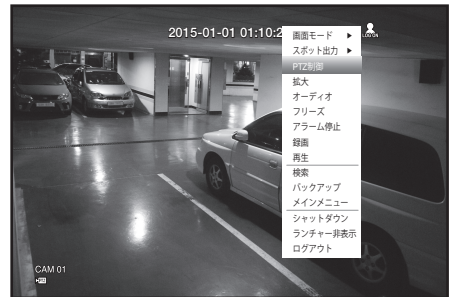 2015-01-01 01:10:2
LOG ON
画面モード ▶
スポット出力 ▶
PTZ制御
拡大
オーディオ
フリーズ
アラーム停止
録画
再生
検索
バックアップ
メインメニュー
シャットダウン
ランチャー非表示
ログアウト
CAM 01